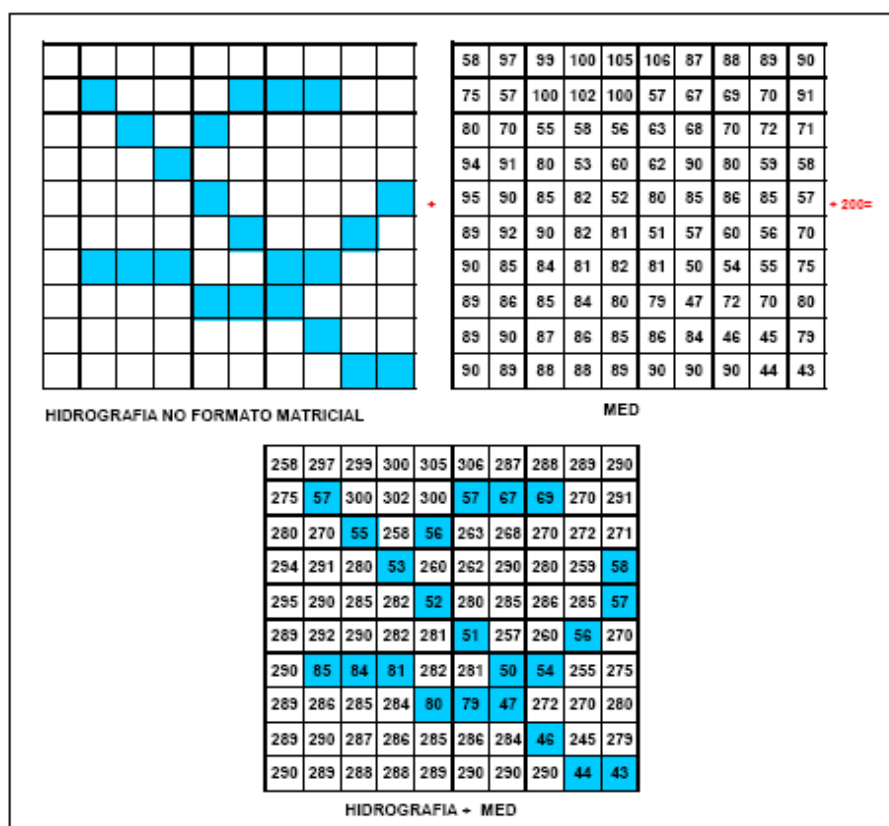 58 97 99 100 105 106 87 88 89 90
75 57 100 102 100 57 67 69 70 91
80 70 55 58 56 63 68 70 72 71
94 91 80 53 60 62 90 80 59 58
95 90 85 82 52 80 85 86 85 57
+ + 200=
89 92 90 82 81 51 57 60 56 70
90 85 84 81 82 81 50 54 55 75
89 86 85 84 80 79 47 72 70 80
89 90 87 86 85 86 84 46 45 79
90 89 88 88 89 90 90 90 44 43
HIDROGRAFIA NO FORMATO MATRICIAL
MED
258 297 299 300 305 306 287 288 289 290
275 57 300 302 300 57 67 69 270 291
280 270 55 258 56 263 268 270 272 271
294 291 280 53 260 262 290 280 259 58
295 290 285 282 52 280 285 286 285 57
289 292 290 282 281 51 257 260 56 270
290 85 84 81 282 281 50 54 255 275
289 286 285 284 80 79 47 272 270 280
289 290 287 286 285 286 284 46 245 279
290 289 288 288 289 290 290 290 44 43
HIDROGRAFIA + MED